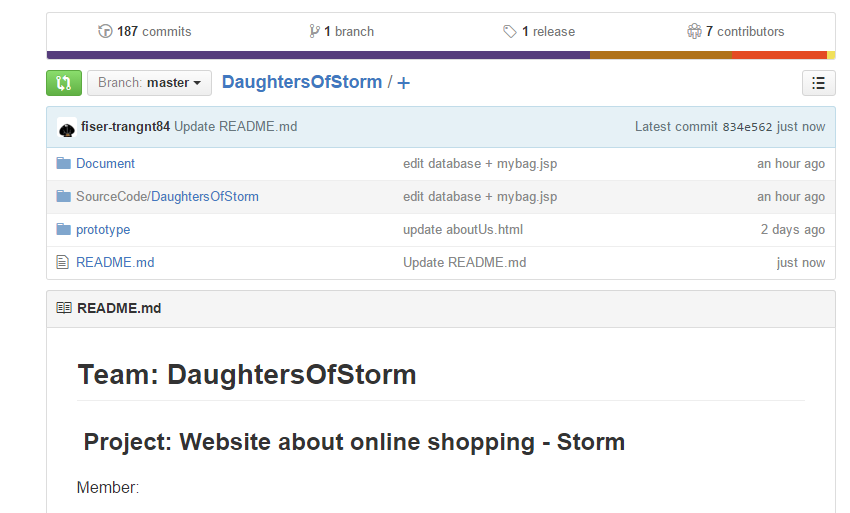 187 commits 1 branch 1 release 7 contributors
Branch: master DaughtersOfStorm / +
fiser-trangnt84 Update README.md Latest commit 834e562 just now
Document edit database + mybag.jsp an hour ago
SourceCode/DaughtersOfStorm edit database + mybag.jsp an hour ago
prototype update aboutUs.html 2 days ago
README.md Update README.md just now
README.md
Team: DaughtersOfStorm
Project: Website about online shopping - Storm
Member: